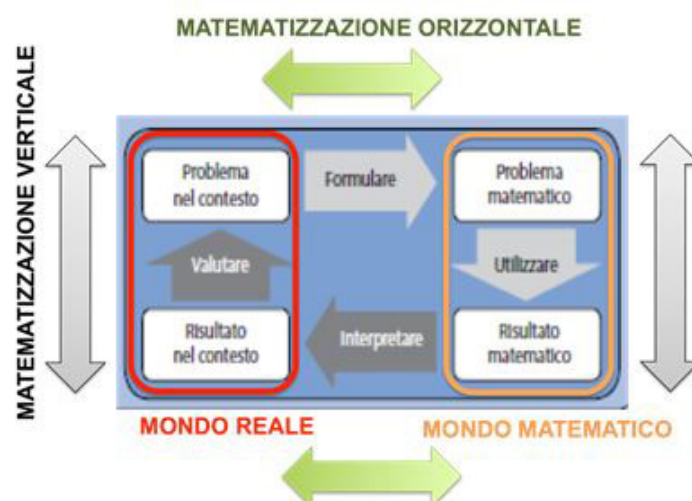 MATEMATIZZAZIONE ORIZZONTALE
MATEMATIZZAZIONE VERTICALE
Problema
nel contesto
Formulare
Problema
matematico
Valutare
Utilizzare
Risultato
nel contesto
Interpretare
Risultato
matematico
MONDO REALE
MONDO MATEMATICO